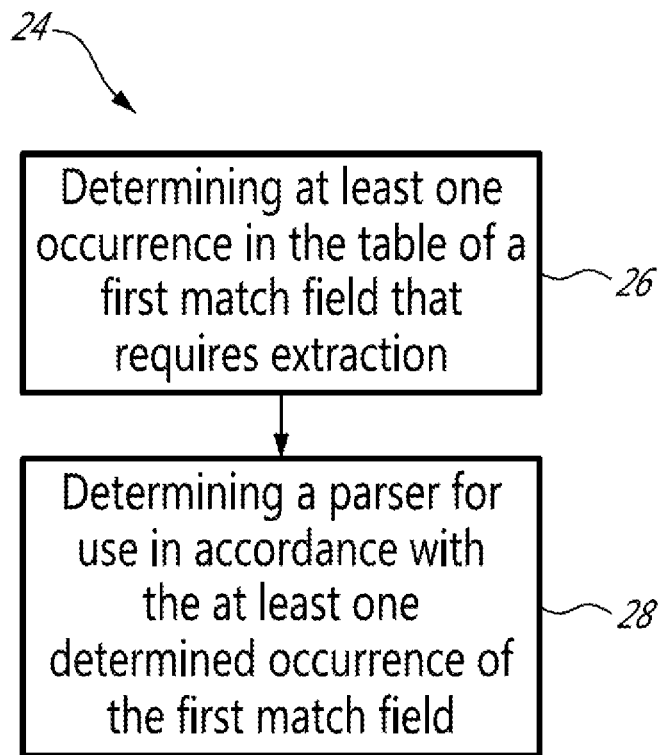 24
Determining at least one
occurrence in the table of a
first match field that
requires extraction
26
Determining a parser for
use in accordance with
the at least one
determined occurrence of
the first match field
28